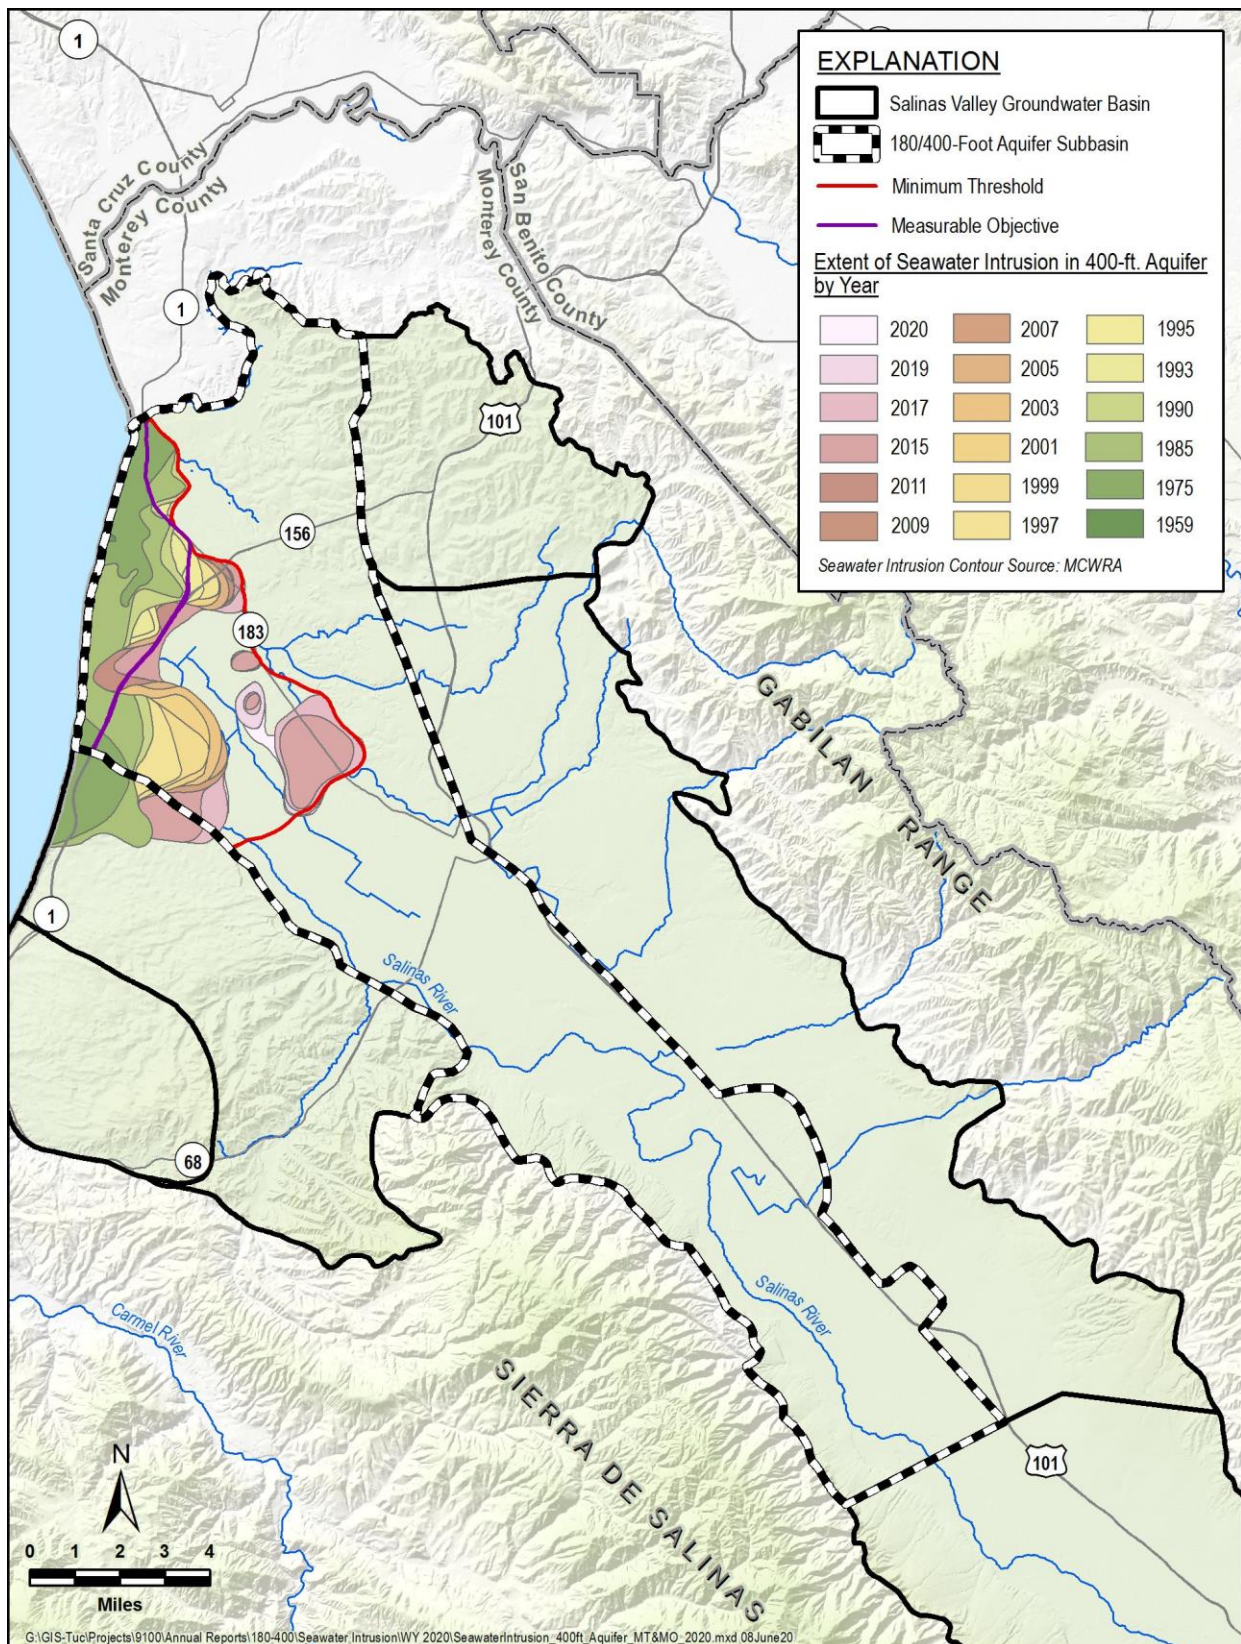 1
EXPLANATION
Salinas Valley Groundwater Basin
180/400-Foot Aquifer Subbasin
Minimum Threshold
Measurable Objective
Extent of Seawater Intrusion in 400-ft. Aquifer
by Year
2020 2007 1995
2019 2005 1993
2017 2003 1990
2015 2001 1985
2011 1999 1975
2009 1997 1959
Seawater Intrusion Contour Source: MCWRA
Santa Cruz County
Monterey County
San Benito County
Monterey County
1
101
156
183
GABILAN RANGE
1
Salinas River
68
Salinas River
Carmel River
SIERRA DE SALINAS
101
N
0 1 2 3 4
Miles
G:\GIS-Tuc\Projects\9100\Annual Reports\180-400\Seawater Intrusion\WY 2020\SeawaterIntrusion_400ft_Aquifer_MT&MO_2020.mxd 08June20